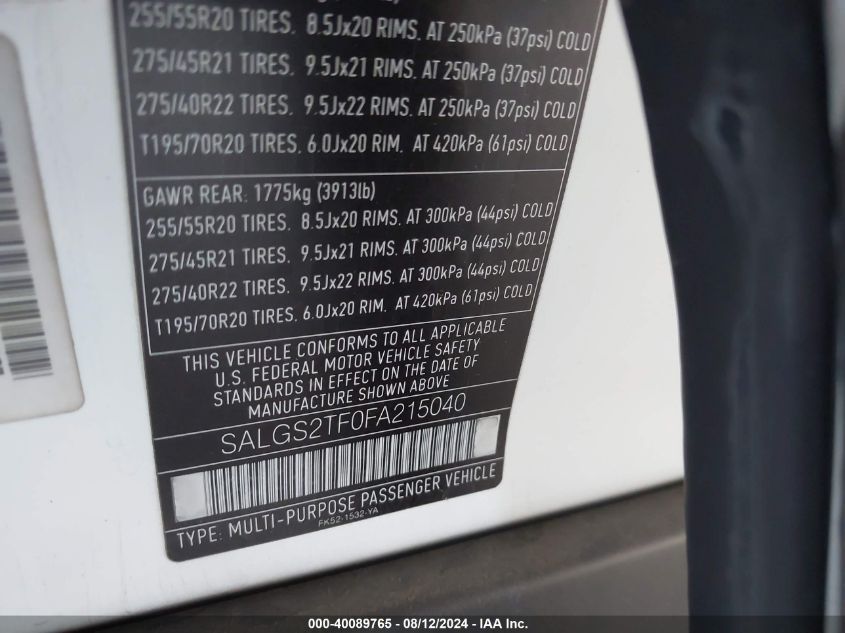 255/55R20 TIRES. 8.5Jx20 RIMS. AT 250kPa (37psi) COLD
275/45R21 TIRES. 9.5Jx21 RIMS. AT 250kPa (37psi) COLD
275/40R22 TIRES. 9.5Jx22 RIMS. AT 250kPa (37psi) COLD
T195/70R20 TIRES. 6.0Jx20 RIM. AT 420kPa (61psi) COLD
GAWR REAR: 1775kg (3913lb)
255/55R20 TIRES. 8.5Jx20 RIMS. AT 300kPa (44psi) COLD
275/45R21 TIRES. 9.5Jx21 RIMS. AT 300kPa (44psi) COLD
275/40R22 TIRES. 9.5Jx22 RIMS. AT 300kPa (44psi) COLD
T195/70R20 TIRES. 6.0Jx20 RIM. AT 420kPa (61psi) COLD
THIS VEHICLE CONFORMS TO ALL APPLICABLE
U.S. FEDERAL MOTOR VEHICLE SAFETY
STANDARDS IN EFFECT ON THE DATE OF
MANUFACTURE SHOWN ABOVE
SALGS2TF0FA215040
TYPE: MULTI-PURPOSE PASSENGER VEHICLE
FK52-1532-YA
000-40089765 - 08/12/2024 - IAA Inc.